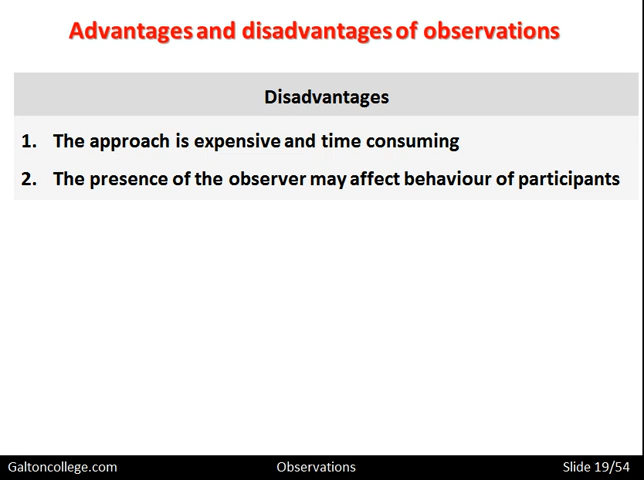 Advantages and disadvantages of observations
Disadvantages
1. The approach is expensive and time consuming
2. The presence of the observer may affect behaviour of participants
Galtoncollege.com Observations Slide 19/54